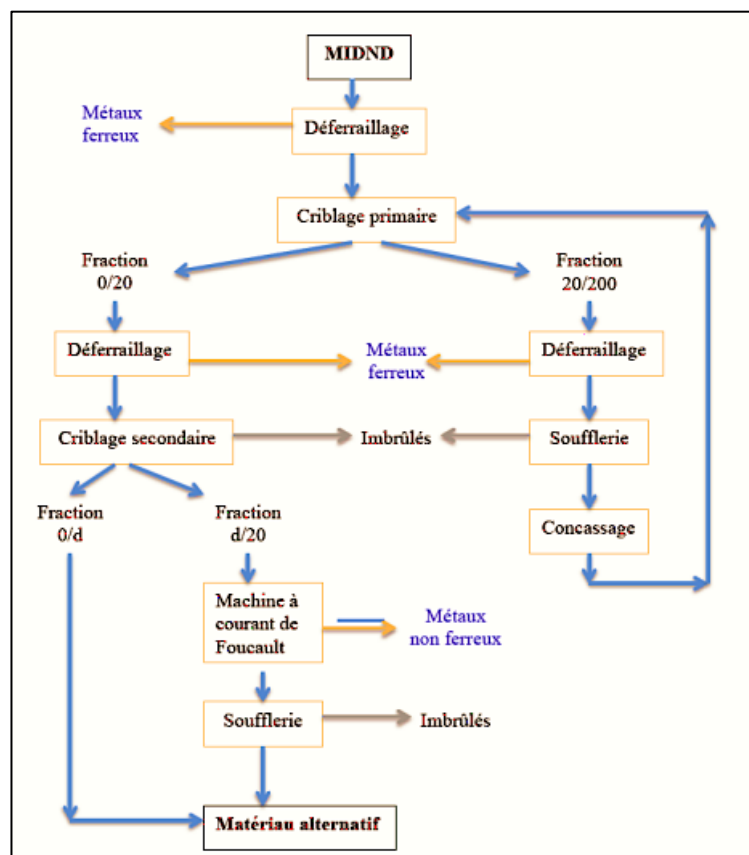 MIDND
Métaux
ferreux
Déferraillage
Criblage primaire
Fraction
0/20
Fraction
20/200
Déferraillage
Métaux
ferreux
Déferraillage
Criblage secondaire
Imbrûlés
Soufflerie
Fraction
0/d
Fraction
d/20
Concassage
Machine à
courant de
Foucault
Métaux
non ferreux
Soufflerie
Imbrûlés
Matériau alternatif